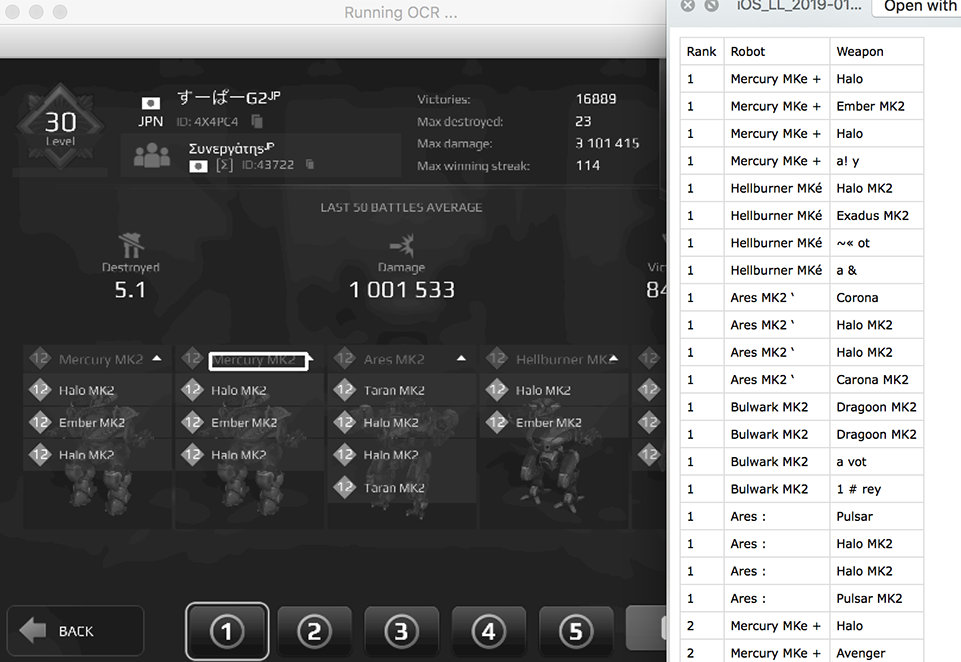 Running OCR ...
30
Level
JPN
すーぱーG2JP
ID: 4X4PC4
ΣυνεργάτηςJP
[Σ] ID:43722
Victories: 16889
Max destroyed: 23
Max damage: 3 101 415
Max winning streak: 114
LAST 50 BATTLES AVERAGE
Destroyed
5.1
Damage
1 001 533
Vic
84
12 Mercury MK2
12 Halo MK2
12 Ember MK2
12 Halo MK2
12 Mercury MK2
12 Halo MK2
12 Ember MK2
12 Halo MK2
12 Ares MK2
12 Taran MK2
12 Halo MK2
12 Halo MK2
12 Taran MK2
12 Hellburner MK2
12 Halo MK2
12 Ember MK2
12
12
12
12
BACK
1
2
3
4
5
iOS_LL_2019-01...
Open with
Rank Robot Weapon
1 Mercury MKe + Halo
1 Mercury MKe + Ember MK2
1 Mercury MKe + Halo
1 Mercury MKe + a! y
1 Hellburner MKé Halo MK2
1 Hellburner MKé Exadus MK2
1 Hellburner MKé ~« ot
1 Hellburner MKé a &
1 Ares MK2 ‘ Corona
1 Ares MK2 ‘ Halo MK2
1 Ares MK2 ‘ Halo MK2
1 Ares MK2 ‘ Carona MK2
1 Bulwark MK2 Dragoon MK2
1 Bulwark MK2 Dragoon MK2
1 Bulwark MK2 a vot
1 Bulwark MK2 1 # rey
1 Ares : Pulsar
1 Ares : Halo MK2
1 Ares : Halo MK2
1 Ares : Pulsar MK2
2 Mercury MKe + Halo
2 Mercury MKe + Avenger